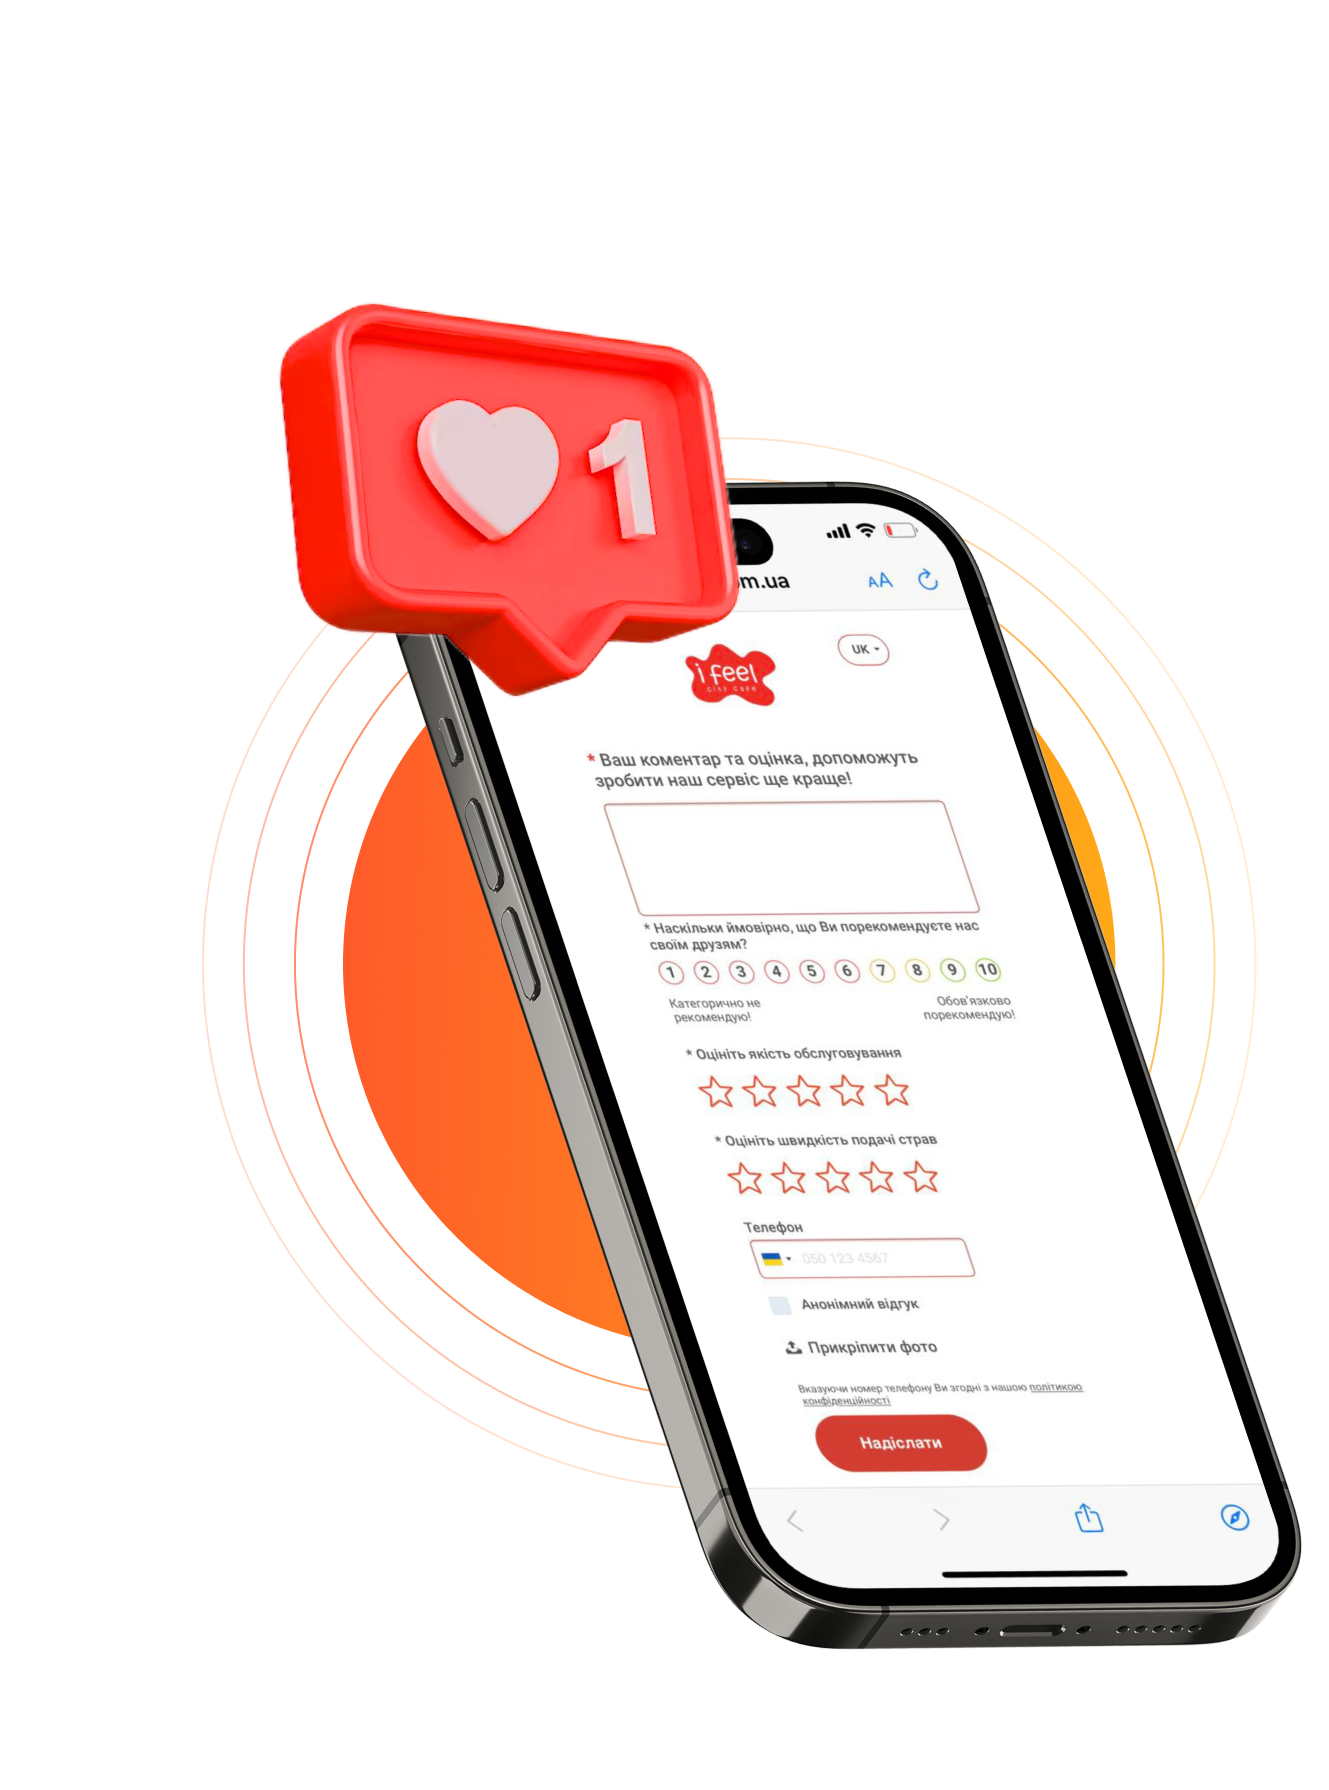 1
om.ua
AA
UK
i feel
CITY CAFE
* Ваш коментар та оцінка, допоможуть
зробити наш сервіс ще краще!
* Наскільки ймовірно, що Ви порекомендуєте нас
своїм друзям?
1 2 3 4 5 6 7 8 9 10
Категорично не
рекомендую!
Обов'язково
порекомендую!
* Оцініть якість обслуговування
* Оцініть швидкість подачі страв
Телефон
050 123 4567
Анонімний відгук
Прикріпити фото
Вказуючи номер телефону Ви згодні з нашою політикою
конфіденційності
Надіслати